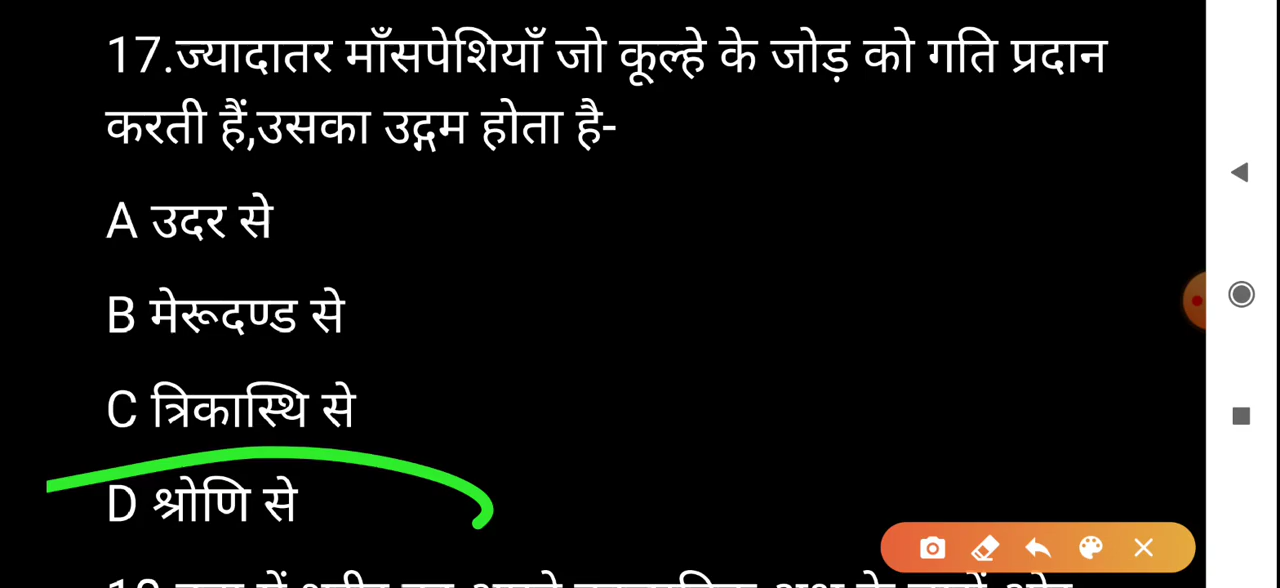 17.ज्यादातर माँसपेशियाँ जो कूल्हे के जोड़ को गति प्रदान
करती हैं,उसका उद्गम होता है-
A उदर से
B मेरूदण्ड से
C त्रिकास्थि से
D श्रोणि से